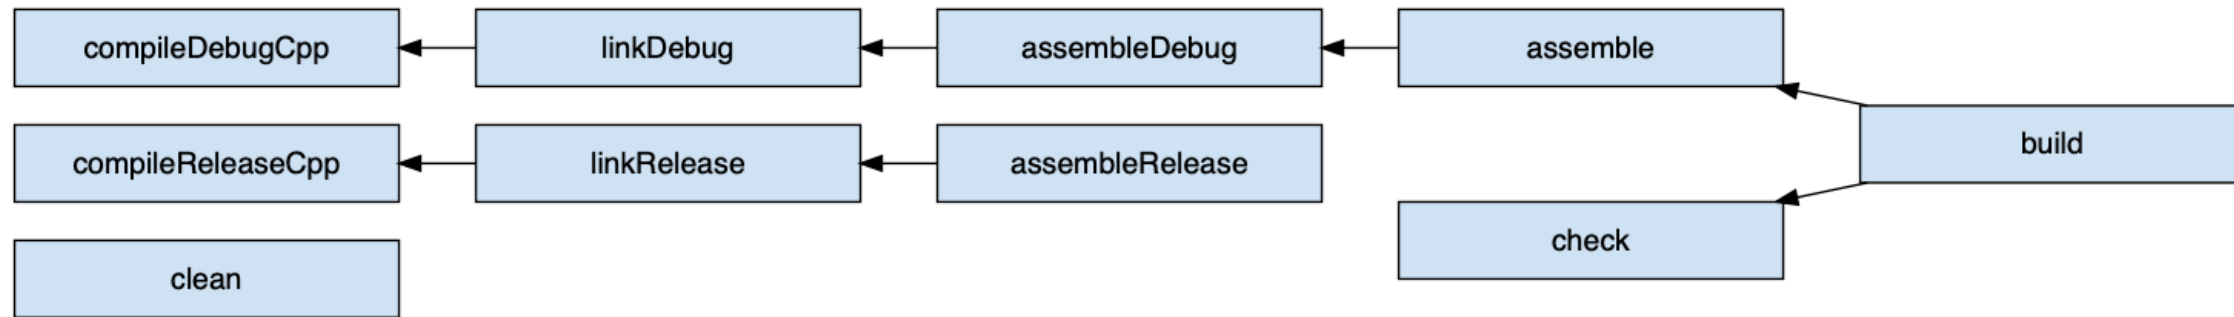 compileDebugCpp
linkDebug
assembleDebug
assemble
compileReleaseCpp
linkRelease
assembleRelease
build
check
clean